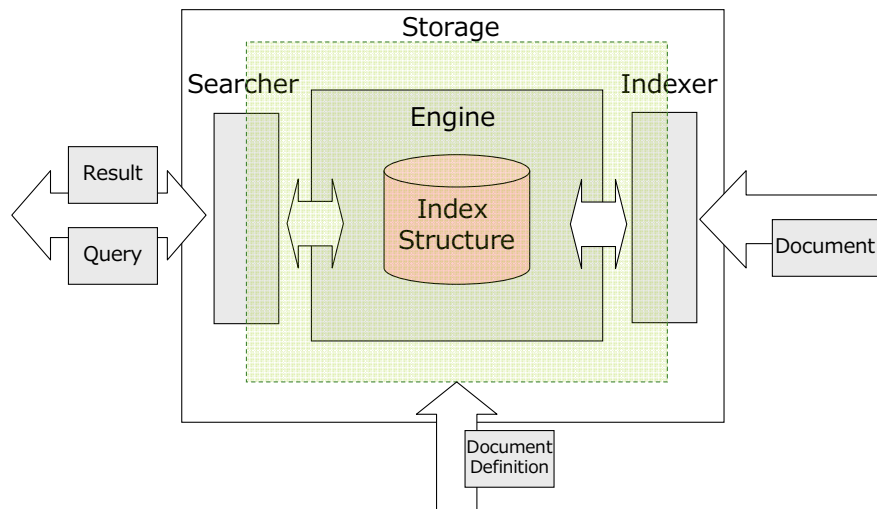 Storage
Searcher
Indexer
Engine
Result
Index
Structure
Query
Document
Document
Definition